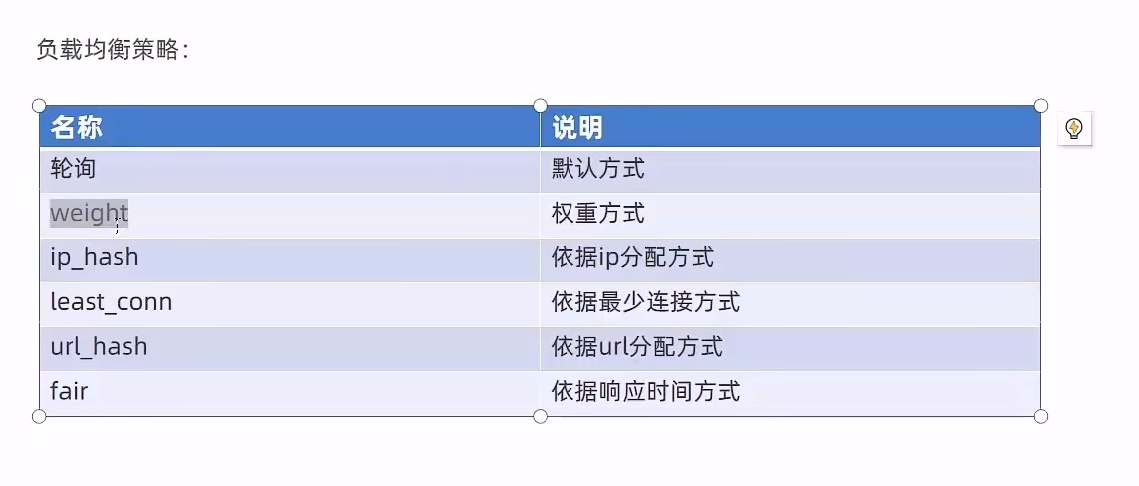 负载均衡策略：
名称 说明
轮询 默认方式
weight 权重方式
ip_hash 依据ip分配方式
least_conn 依据最少连接方式
url_hash 依据url分配方式
fair 依据响应时间方式